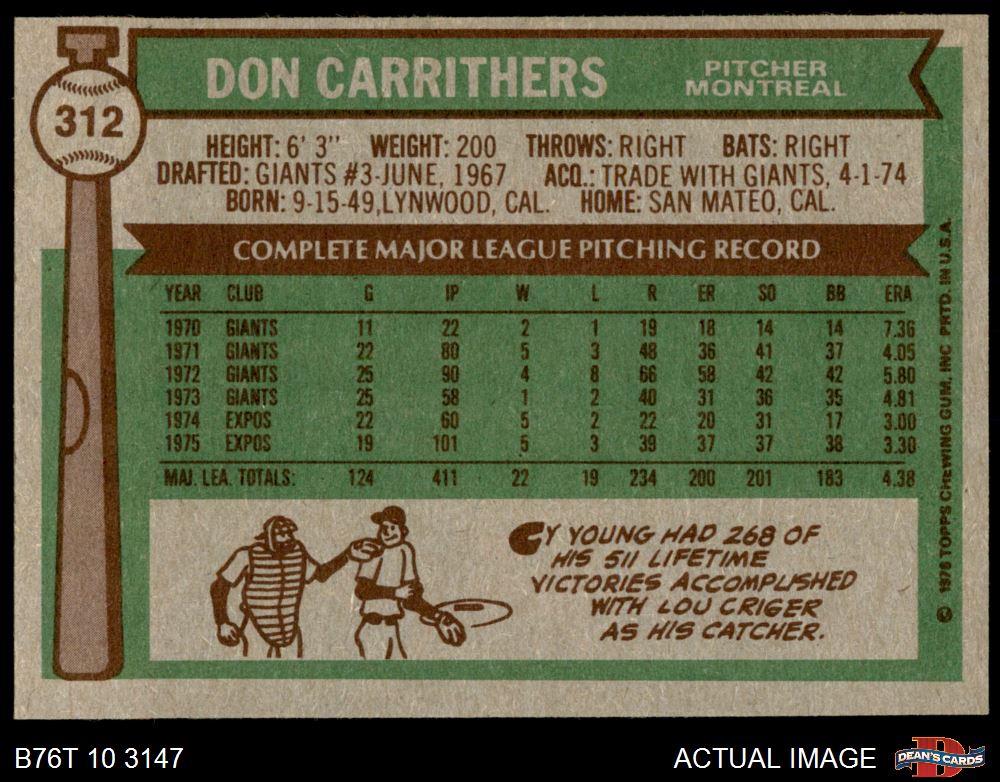 312
DON CARRITHERS
PITCHER
MONTREAL
HEIGHT: 6' 3" WEIGHT: 200 THROWS: RIGHT BATS: RIGHT
DRAFTED: GIANTS #3-JUNE, 1967 ACQ.: TRADE WITH GIANTS, 4-1-74
BORN: 9-15-49, LYNWOOD, CAL. HOME: SAN MATEO, CAL.
COMPLETE MAJOR LEAGUE PITCHING RECORD
YEAR CLUB G IP W L R ER SO BB ERA
1970 GIANTS 11 22 2 1 19 18 14 14 7.36
1971 GIANTS 22 80 5 3 48 36 41 37 4.05
1972 GIANTS 25 90 4 8 66 58 42 42 5.80
1973 GIANTS 25 58 1 2 40 31 36 35 4.81
1974 EXPOS 22 60 5 2 22 20 31 17 3.00
1975 EXPOS 19 101 5 3 39 37 37 38 3.30
MAJ. LEA. TOTALS: 124 411 22 19 234 200 201 183 4.38
CY YOUNG HAD 268 OF
HIS 511 LIFETIME
VICTORIES ACCOMPLISHED
WITH LOU CRIGER
AS HIS CATCHER.
© 1976 TOPPS CHEWING GUM, INC PRTD. IN U.S.A.
B76T 10 3147
ACTUAL IMAGE
DEAN'S CARDS